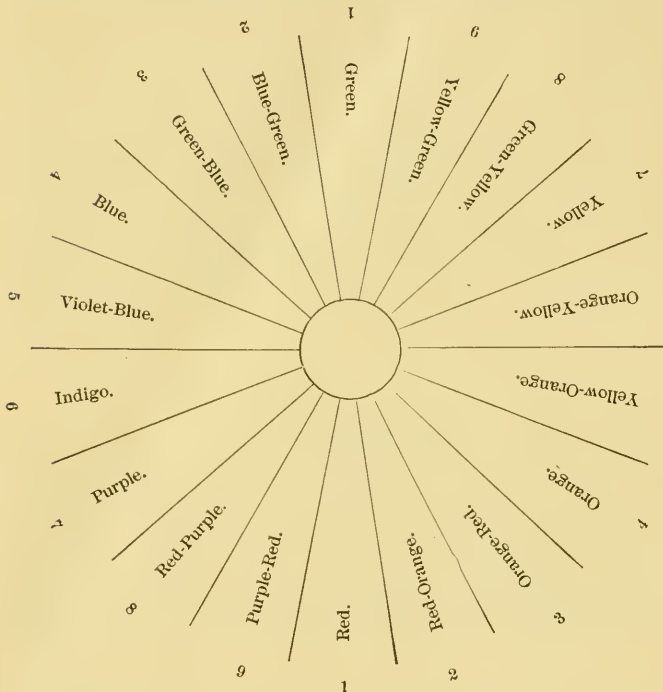 1
Green.
2
Blue-Green.
3
Green-Blue.
4
Blue.
5
Violet-Blue.
6
Indigo.
7
Purple.
8
Red-Purple.
9
Purple-Red.
1
Red.
2
Red-Orange.
3
Orange-Red.
4
Orange.
Yellow-Orange.
Orange-Yellow.
7
Yellow.
8
Green-Yellow.
9
Yellow-Green.